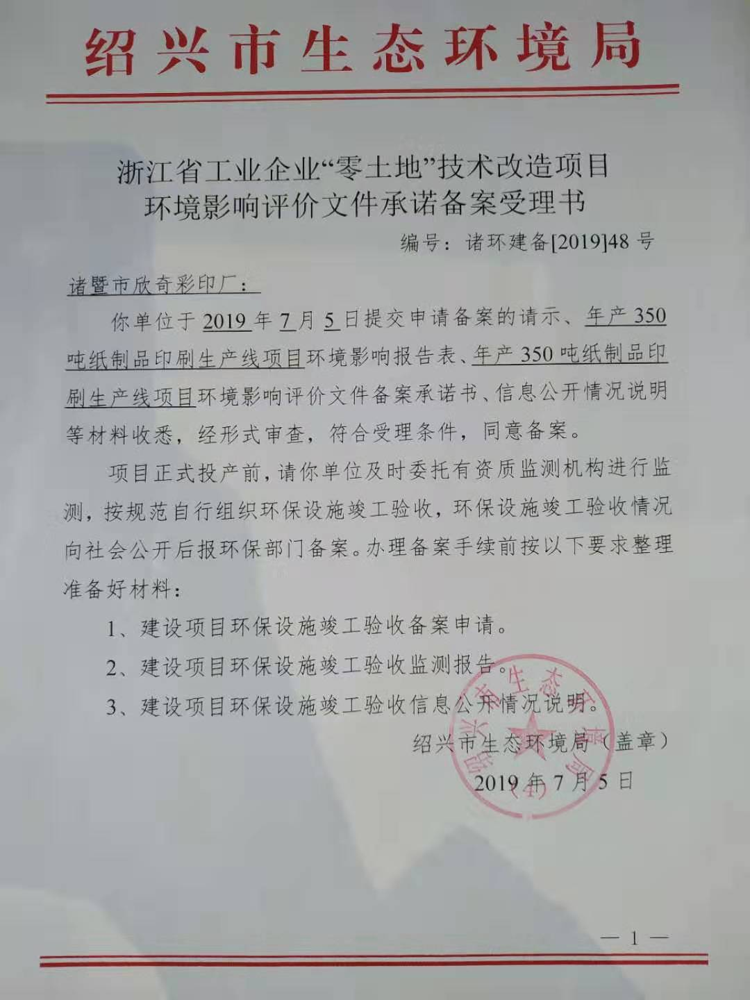 绍兴市生态环境局
浙江省工业企业“零土地”技术改造项目
环境影响评价文件承诺备案受理书
编号：诸环建备[2019]48 号
诸暨市欣奇彩印厂：
你单位于 2019 年 7 月 5 日提交申请备案的请示、年产 350
吨纸制品印刷生产线项目环境影响报告表、年产 350 吨纸制品印
刷生产线项目环境影响评价文件备案承诺书、信息公开情况说明
等材料收悉，经形式审查，符合受理条件，同意备案。
项目正式投产前，请你单位及时委托有资质监测机构进行监
测，按规范自行组织环保设施竣工验收，环保设施竣工验收情况
向社会公开后报环保部门备案。办理备案手续前按以下要求整理
准备好材料：
1、建设项目环保设施竣工验收备案申请。
2、建设项目环保设施竣工验收监测报告。
3、建设项目环保设施竣工验收信息公开情况说明。
绍兴市生态环境局（盖章）
2019 年 7 月 5 日
绍兴市生态环境局
（4）
— 1 —